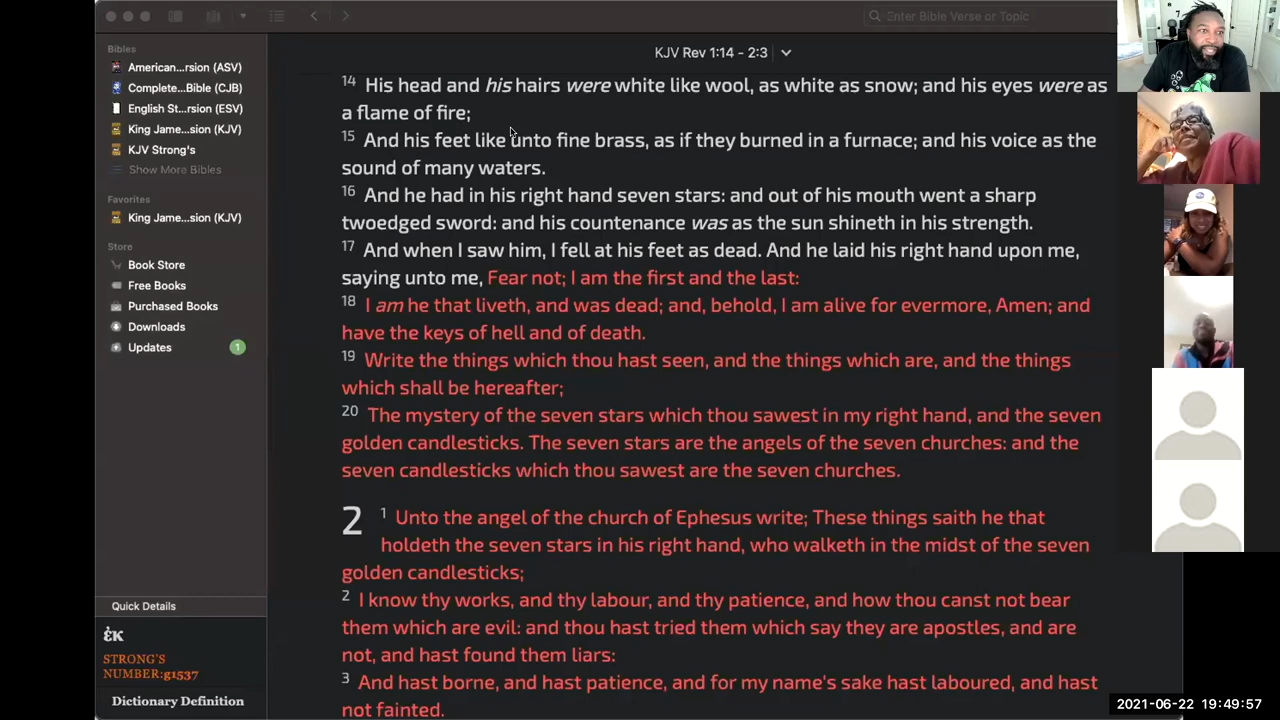 Enter Bible Verse or Topic
KJV Rev 1:14 - 2:3
Bibles
American...rsion (ASV)
Complete...Bible (CJB)
English St...rsion (ESV)
King Jame...sion (KJV)
KJV Strong's
Show More Bibles
Favorites
King Jame...sion (KJV)
Store
Book Store
Free Books
Purchased Books
Downloads
Updates 1
Quick Details
ἐκ
STRONG'S
NUMBER:g1537
Dictionary Definition
14 His head and his hairs were white like wool, as white as snow; and his eyes were as
a flame of fire;
15 And his feet like unto fine brass, as if they burned in a furnace; and his voice as the
sound of many waters.
16 And he had in his right hand seven stars: and out of his mouth went a sharp
twoedged sword: and his countenance was as the sun shineth in his strength.
17 And when I saw him, I fell at his feet as dead. And he laid his right hand upon me,
saying unto me, Fear not; I am the first and the last:
18 I am he that liveth, and was dead; and, behold, I am alive for evermore, Amen; and
have the keys of hell and of death.
19 Write the things which thou hast seen, and the things which are, and the things
which shall be hereafter;
20 The mystery of the seven stars which thou sawest in my right hand, and the seven
golden candlesticks. The seven stars are the angels of the seven churches: and the
seven candlesticks which thou sawest are the seven churches.
2 1 Unto the angel of the church of Ephesus write; These things saith he that
holdeth the seven stars in his right hand, who walketh in the midst of the seven
golden candlesticks;
2 I know thy works, and thy labour, and thy patience, and how thou canst not bear
them which are evil: and thou hast tried them which say they are apostles, and are
not, and hast found them liars:
3 And hast borne, and hast patience, and for my name's sake hast laboured, and hast
not fainted.
2021-06-22 19:49:57